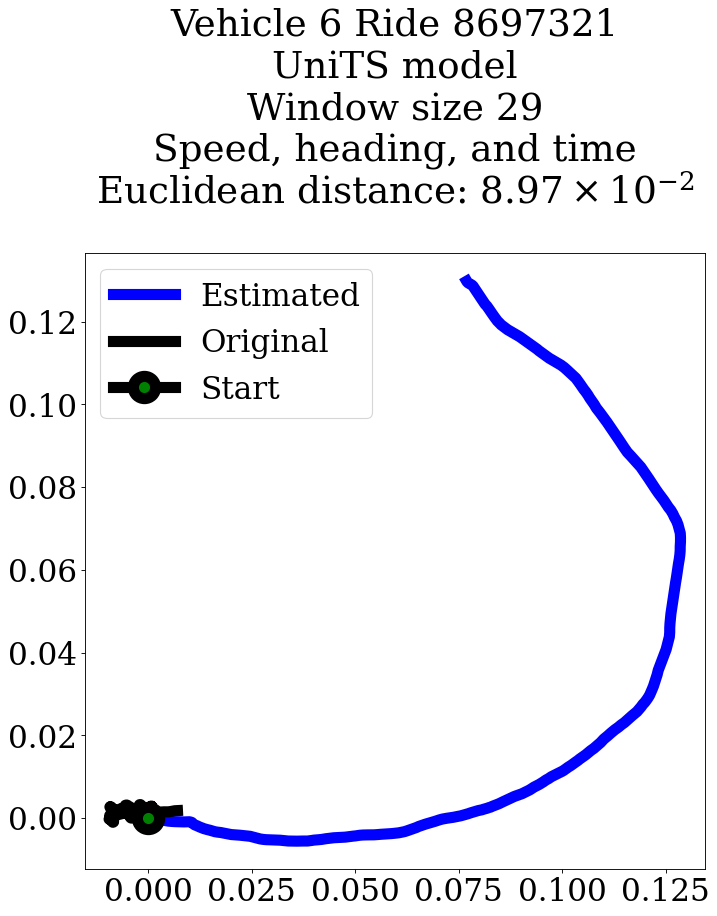 Vehicle 6 Ride 8697321
UniTS model
Window size 29
Speed, heading, and time
Euclidean distance: 8.97 × 10⁻²
Estimated
Original
Start
0.12
0.10
0.08
0.06
0.04
0.02
0.00
0.000 0.025 0.050 0.075 0.100 0.125